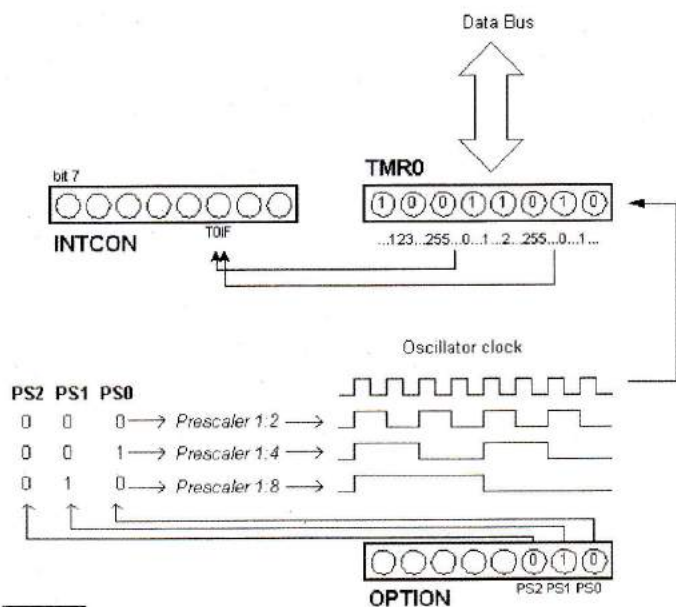 Data Bus
bit 7
TMR0
1 0 0 1 1 0 1 0
T0IF
INTCON
...123...255...0...1...2...255...0...1...
Oscillator clock
PS2 PS1 PS0
0 0 0 Prescaler 1:2
0 0 1 Prescaler 1:4
0 1 0 Prescaler 1:8
0 1 0
PS2 PS1 PS0
OPTION